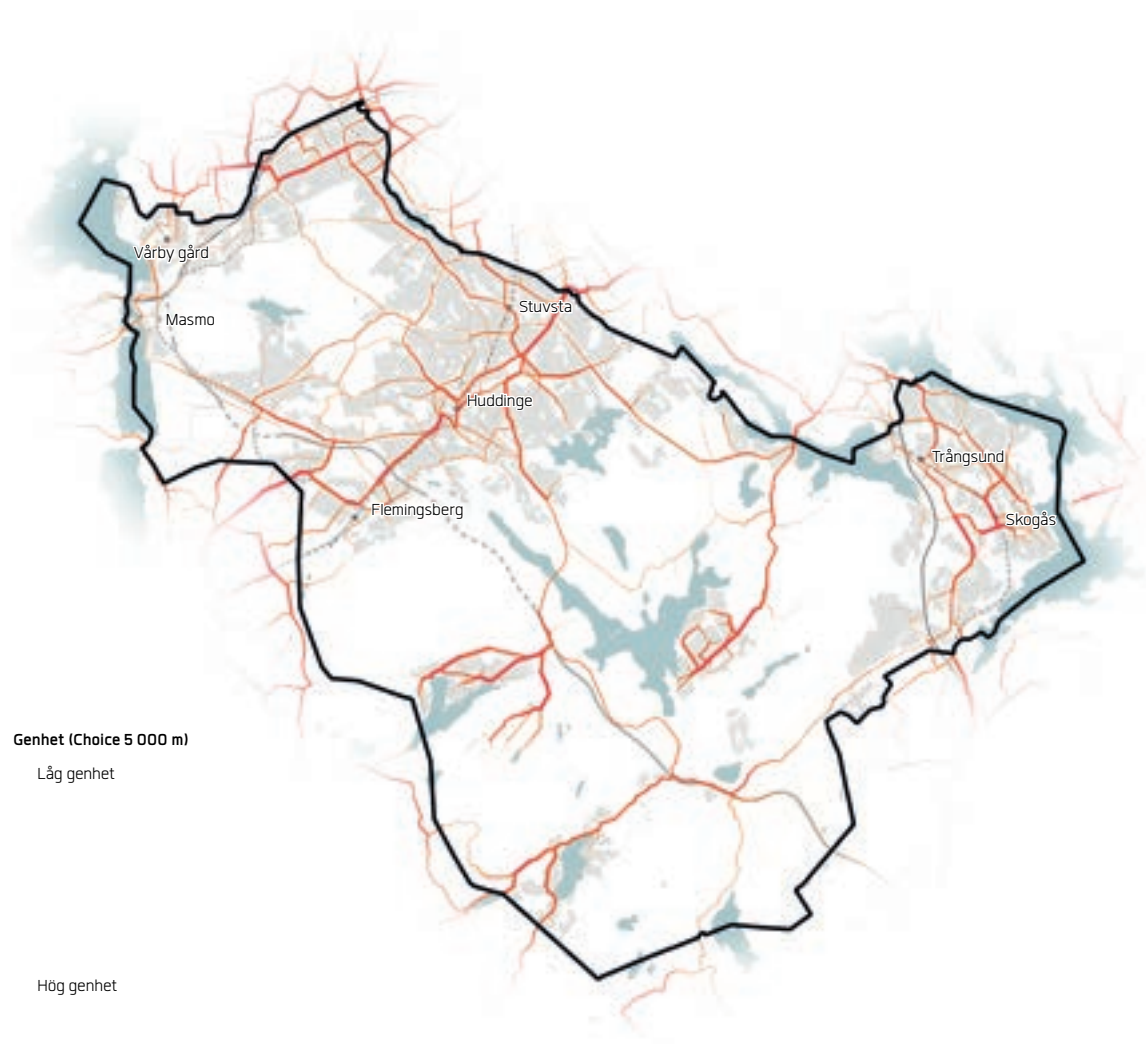 Vårby gård
Masmo
Stuvsta
Huddinge
Trångsund
Flemingsberg
Skogås
Genhet (Choice 5 000 m)
Låg genhet
Hög genhet